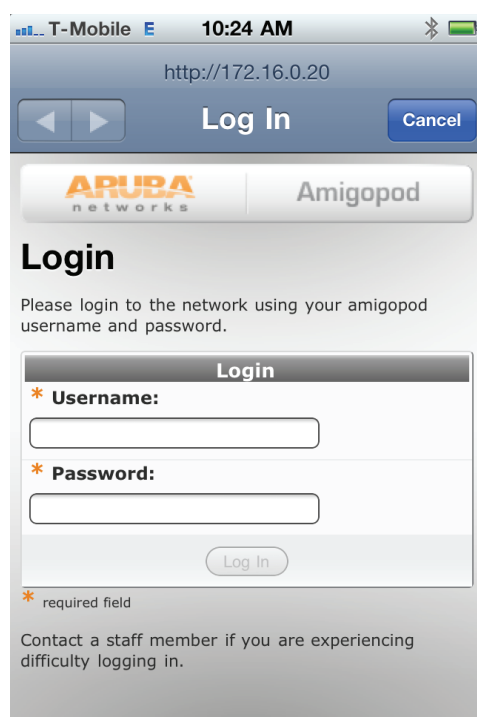 T-Mobile E 10:24 AM
http://172.16.0.20
Log In
Cancel
ARUBA
networks
Amigopod
Login
Please login to the network using your amigopod
username and password.
Login
* Username:
* Password:
Log In
* required field
Contact a staff member if you are experiencing
difficulty logging in.